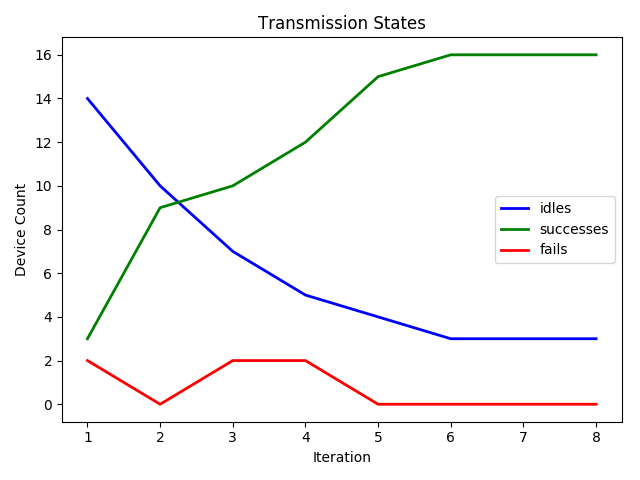 Transmission States
16
14
12
10
8
6
4
2
0
Device Count
idles
successes
fails
1 2 3 4 5 6 7 8
Iteration